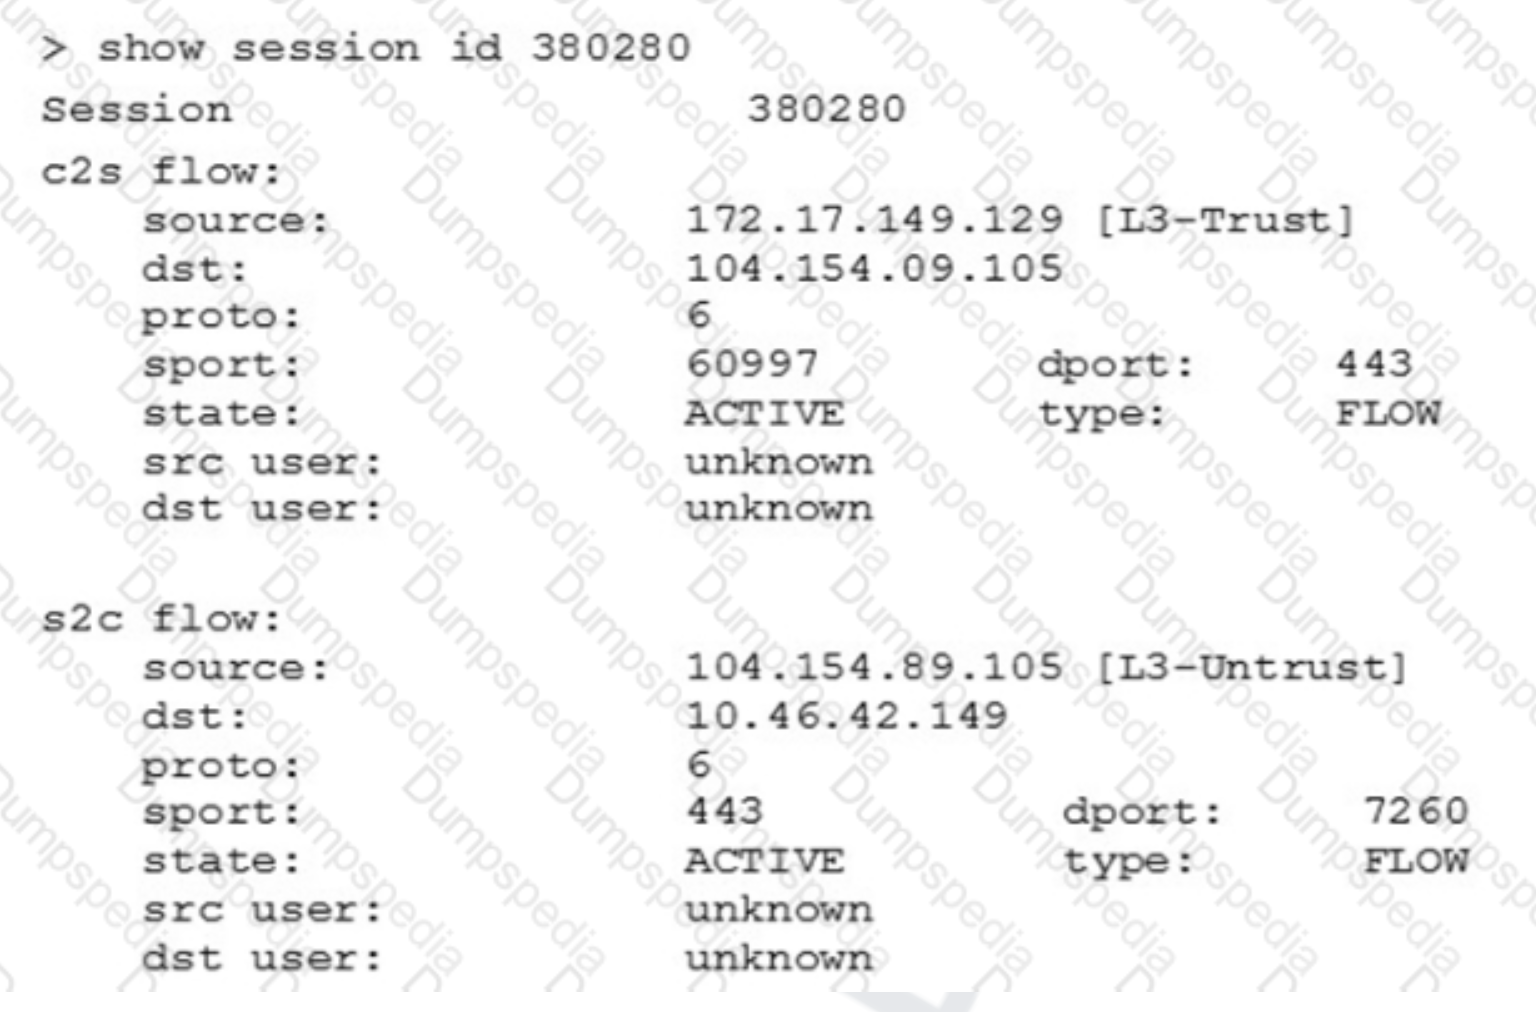 > show session id 380280
Session 380280
c2s flow:
source: 172.17.149.129 [L3-Trust]
dst: 104.154.09.105
proto: 6
sport: 60997 dport: 443
state: ACTIVE type: FLOW
src user: unknown
dst user: unknown
s2c flow:
source: 104.154.89.105 [L3-Untrust]
dst: 10.46.42.149
proto: 6
sport: 443 dport: 7260
state: ACTIVE type: FLOW
src user: unknown
dst user: unknown
Dumpspedia